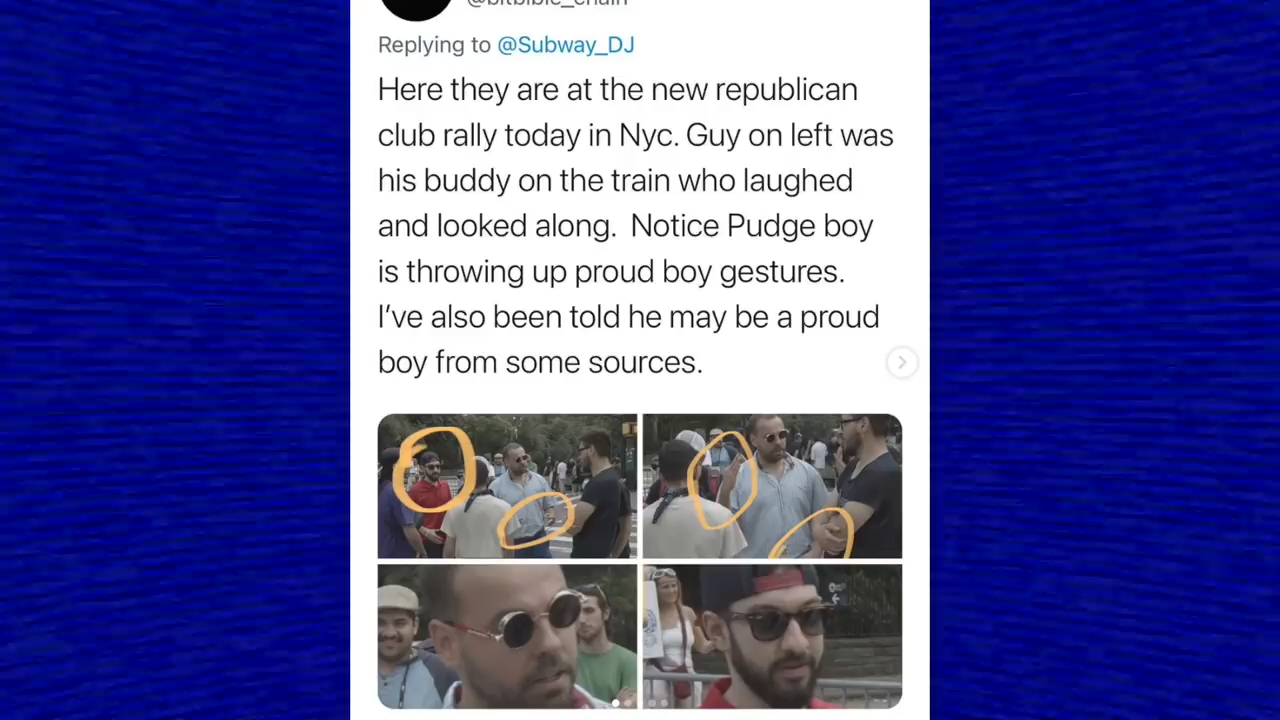 @bitbible_chain
Replying to @Subway_DJ
Here they are at the new republican
club rally today in Nyc. Guy on left was
his buddy on the train who laughed
and looked along.  Notice Pudge boy
is throwing up proud boy gestures.
I've also been told he may be a proud
boy from some sources.